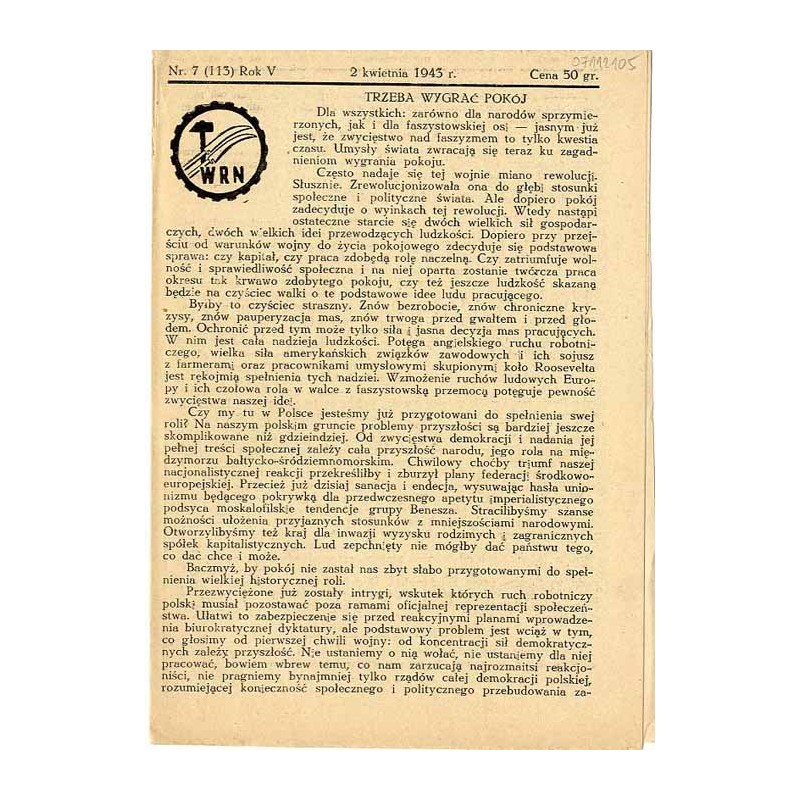 07112105
Nr. 7 (113) Rok V 2 kwietnia 1943 r. Cena 50 gr.
TRZEBA WYGRAĆ POKÓJ
WRN
Dla wszystkich: zarówno dla narodów sprzymie-
rzonych, jak i dla faszystowskiej osi — jasnym już
jest, że zwycięstwo nad faszyzmem to tylko kwestia
czasu. Umysły świata zwracają się teraz ku zagad-
nieniom wygrania pokoju.
Często nadaje się tej wojnie miano rewolucji.
Słusznie. Zrewolucjonizowała ona do głębi stosunki
społeczne i polityczne świata. Ale dopiero pokój
zadecyduje o wyinkach tej rewolucji. Wtedy nastąpi
ostateczne starcie się dwóch wielkich sił gospodar-
czych, dwóch wielkich idei przewodzących ludzkości. Dopiero przy przej-
ściu od warunków wojny do życia pokojowego zdecyduje się podstawowa
sprawa: czy kapitał, czy praca zdobędą rolę naczelną. Czy zatriumfuje wol-
ność i sprawiedliwość społeczna i na niej oparta zostanie twórcza praca
okresu tak krwawo zdobytego pokoju, czy też jeszcze ludzkość skazaną
będzie na czyściec walki o te podstawowe idee ludu pracującego.
Byłby to czyściec straszny. Znów bezrobocie, znów chroniczne kry-
zysy, znów pauperyzacja mas, znów trwoga przed gwałtem i przed gło-
dem. Ochronić przed tym może tylko siła i jasna decyzja mas pracujących.
W nim jest cała nadzieja ludzkości. Potęga angielskiego ruchu robotni-
czego, wielka siła amerykańskich związków zawodowych i ich sojusz
z farmerami oraz pracownikami umysłowymi skupionymi koło Roosevelta
jest rękojmią spełnienia tych nadziei. Wzmożenie ruchów ludowych Euro-
py i ich czołowa rola w walce z faszystowską przemocą potęguje pewność
zwycięstwa naszej idei.
Czy my tu w Polsce jesteśmy już przygotowani do spełnienia swej
roli? Na naszym polskim gruncie problemy przyszłości są bardziej jeszcze
skomplikowane niż gdzieindziej. Od zwycięstwa demokracji i nadania jej
pełnej treści społecznej zależy cała przyszłość narodu, jego rola na mię-
dzymorzu bałtycko-śródziemnomorskim. Chwilowy choćby triumf naszej
nacjonalistycznej reakcji przekreśliłby i zburzył plany federacji środkowo-
europejskiej. Przecież już dzisiaj sanacja i endecja, wysuwając hasła unio-
nizmu będącego pokrywką dla przedwczesnego apetytu imperialistycznego
podsyca moskalofilskie tendencje grupy Benesza. Stracilibyśmy szanse
możności ułożenia przyjaznych stosunków z mniejszościami narodowymi.
Otworzylibyśmy też kraj dla inwazji wyzysku rodzimych i zagranicznych
spółek kapitalistycznych. Lud zepchnięty nie mógłby dać państwu tego,
co dać chce i może.
Baczmyż, by pokój nie zastał nas zbyt słabo przygotowanymi do speł-
nienia wielkiej historycznej roli.
Przezwyciężone już zostały intrygi, wskutek których ruch robotniczy
polski musiał pozostawać poza ramami oficjalnej reprezentacji społeczeń-
stwa. Ułatwi to zabezpieczenie się przed reakcyjnymi planami wprowadze-
nia biurokratycznej dyktatury, ale podstawowy problem jest wciąż w tym,
co głosimy od pierwszej chwili wojny: od koncentracji sił demokratycz-
nych zależy przyszłość. Nie ustaniemy o nią wołać, nie ustaniemy dla niej
pracować, bowiem wbrew temu, co nam zarzucają najrozmaitsi reakcjo-
niści, nie pragniemy bynajmniej tylko rządów całej demokracji polskiej,
rozumiejącej konieczność społecznego i politycznego przebudowania za-